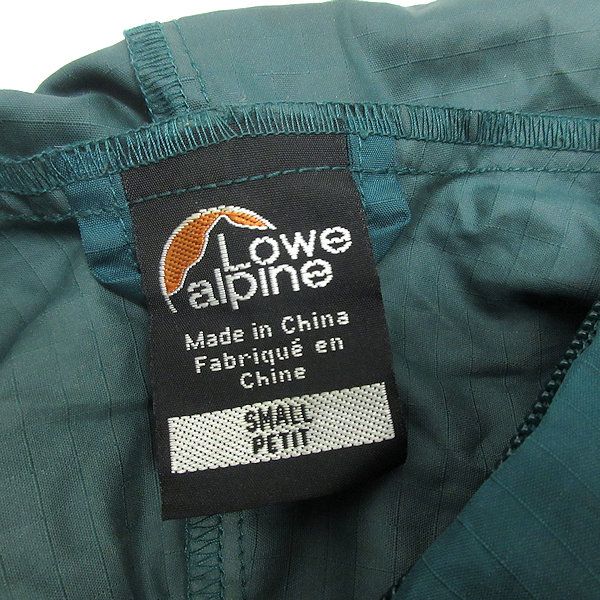 Lowe
alpine
Made in China
Fabriqué en
Chine
SMALL
PETIT